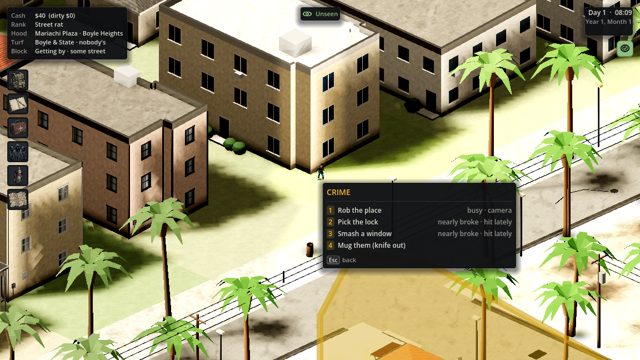 Cash $40 (dirty $0)
Rank Street rat
Hood Mariachi Plaza · Boyle Heights
Turf Boyle & State · nobody's
Block Getting by · some street
Unseen
Day 1 · 08:09
Year 1, Month 1
CRIME
1 Rob the place busy · camera
2 Pick the lock nearly broke · hit lately
3 Smash a window nearly broke · hit lately
4 Mug them (knife out)
Esc back